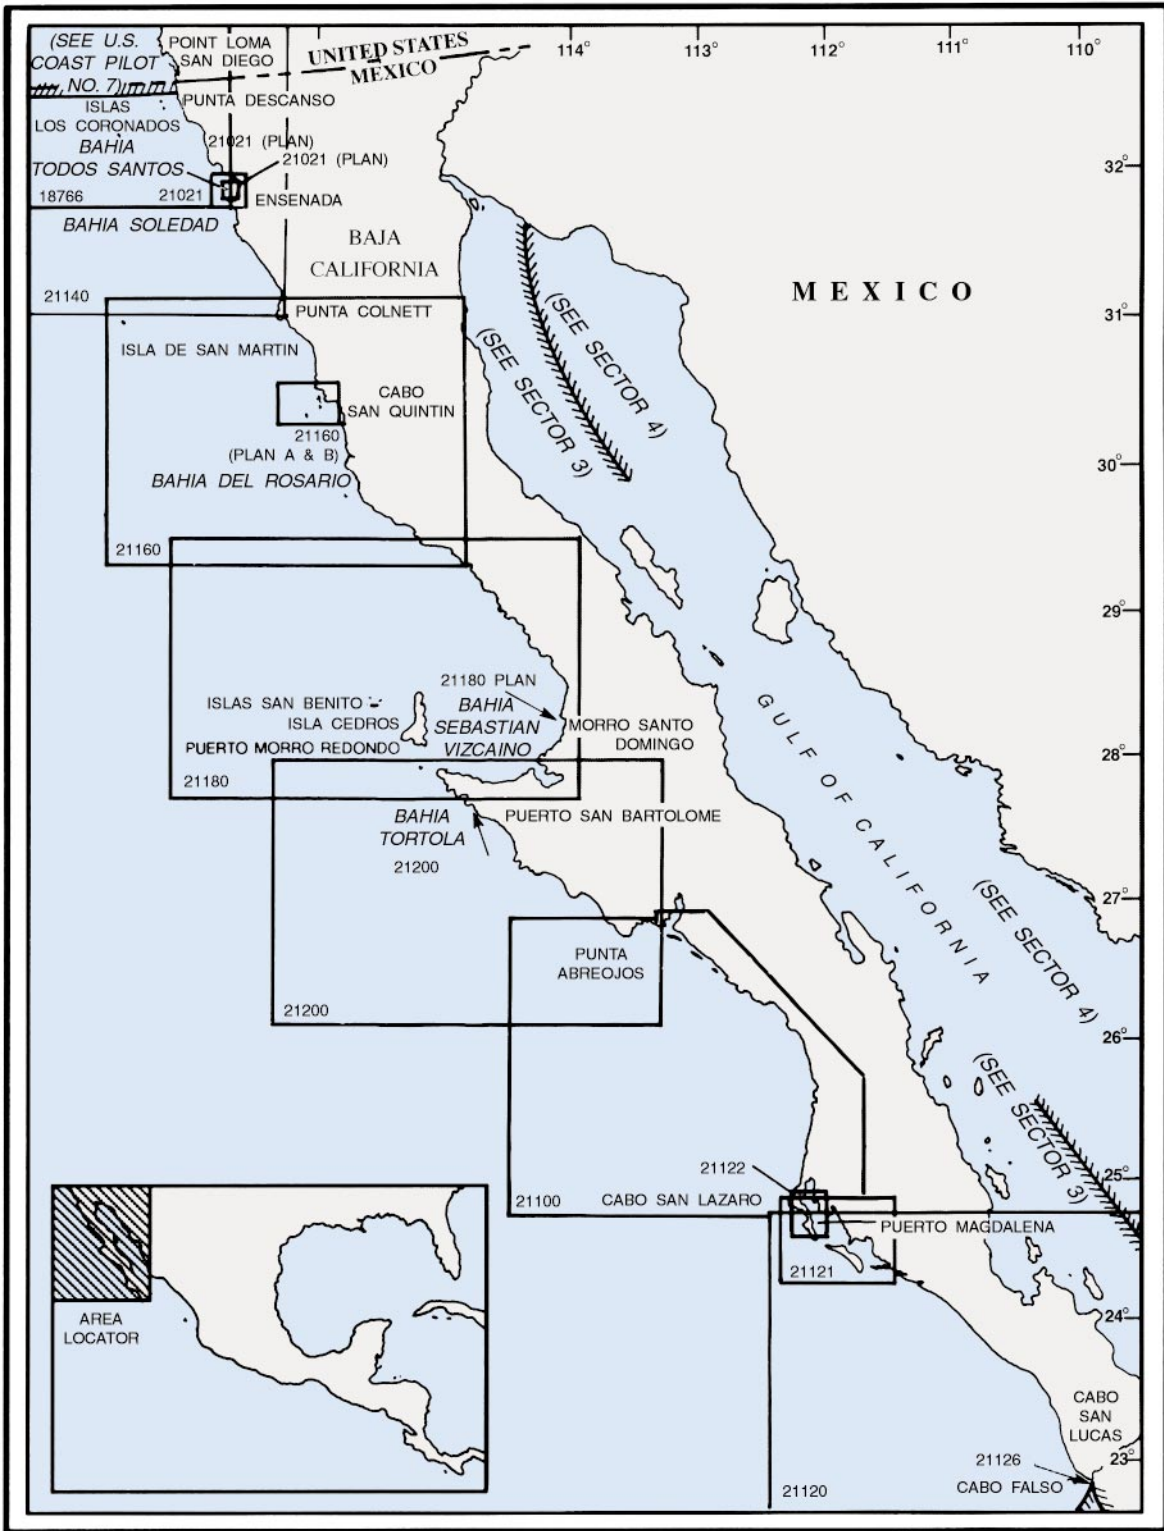 (SEE U.S.
COAST PILOT
NO. 7)
POINT LOMA
SAN DIEGO
UNITED STATES
MEXICO
114°
113°
112°
111°
110°
ISLAS
LOS CORONADOS
PUNTA DESCANSO
BAHIA
TODOS SANTOS
21021 (PLAN)
21021 (PLAN)
18766
21021
ENSENADA
32°
BAHIA SOLEDAD
BAJA
CALIFORNIA
MEXICO
21140
PUNTA COLNETT
31°
ISLA DE SAN MARTIN
(SEE SECTOR 4)
(SEE SECTOR 3)
CABO
SAN QUINTIN
21160
(PLAN A & B)
30°
BAHIA DEL ROSARIO
21160
29°
21180 PLAN
ISLAS SAN BENITO
ISLA CEDROS
BAHIA
SEBASTIAN
VIZCAINO
MORRO SANTO
DOMINGO
PUERTO MORRO REDONDO
GULF OF CALIFORNIA
28°
21180
BAHIA
TORTOLA
PUERTO SAN BARTOLOME
21200
27°
(SEE SECTOR 4)
PUNTA
ABREOJOS
21200
26°
(SEE SECTOR 3)
21122
25°
21100
CABO SAN LAZARO
PUERTO MAGDALENA
21121
AREA
LOCATOR
24°
CABO
SAN
LUCAS
23°
21126
CABO FALSO
21120